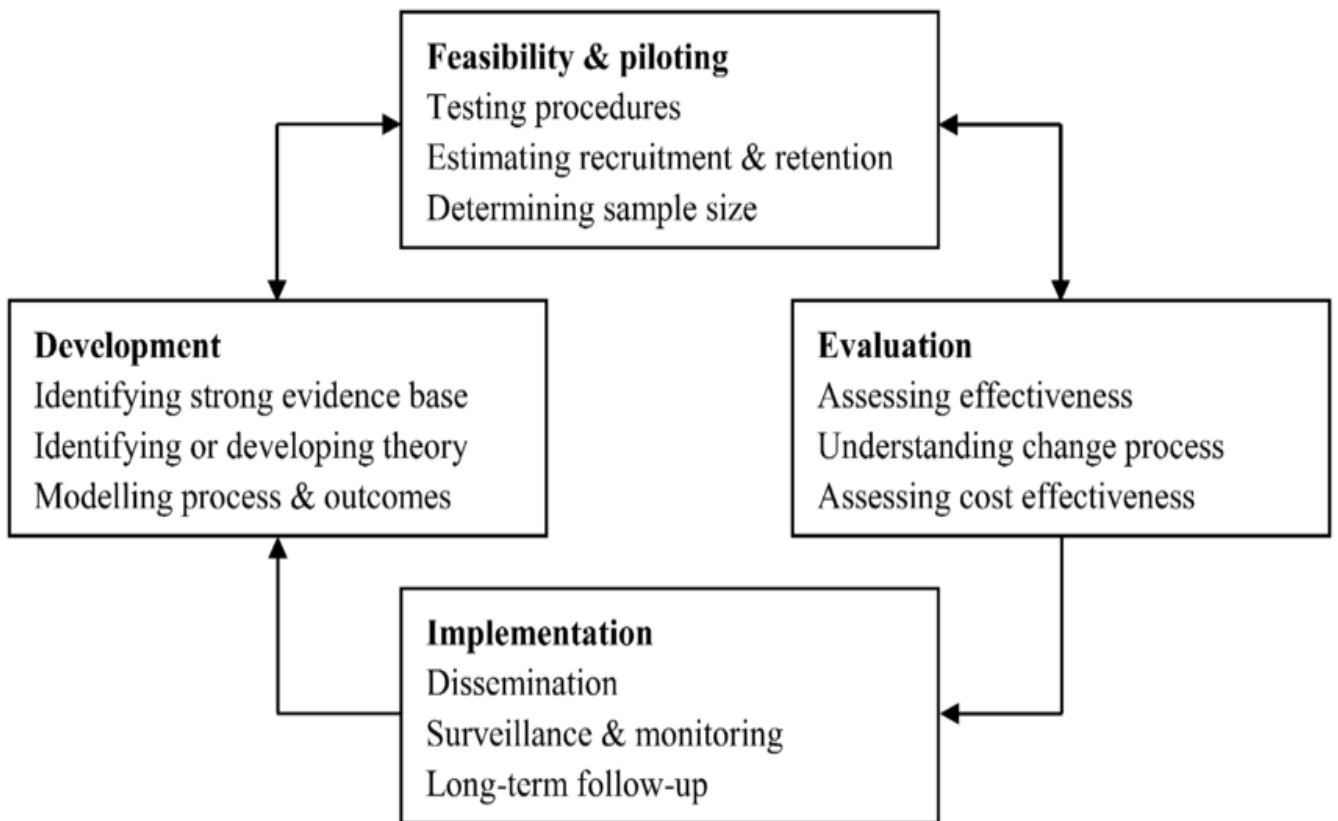 Feasibility & piloting
Testing procedures
Estimating recruitment & retention
Determining sample size
Development
Identifying strong evidence base
Identifying or developing theory
Modelling process & outcomes
Evaluation
Assessing effectiveness
Understanding change process
Assessing cost effectiveness
Implementation
Dissemination
Surveillance & monitoring
Long-term follow-up